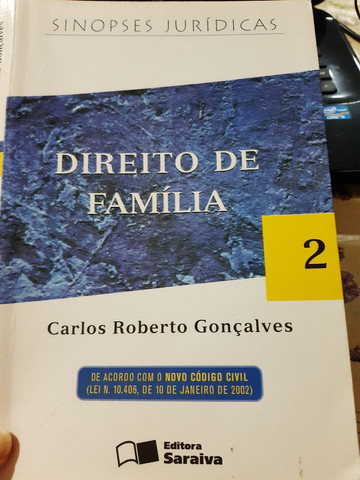 SINOPSES JURÍDICAS
DIREITO DE
FAMÍLIA
2
Carlos Roberto Gonçalves
DE ACORDO COM O NOVO CÓDIGO CIVIL
(LEI N. 10.406, DE 10 DE JANEIRO DE 2002)
Editora
Saraiva